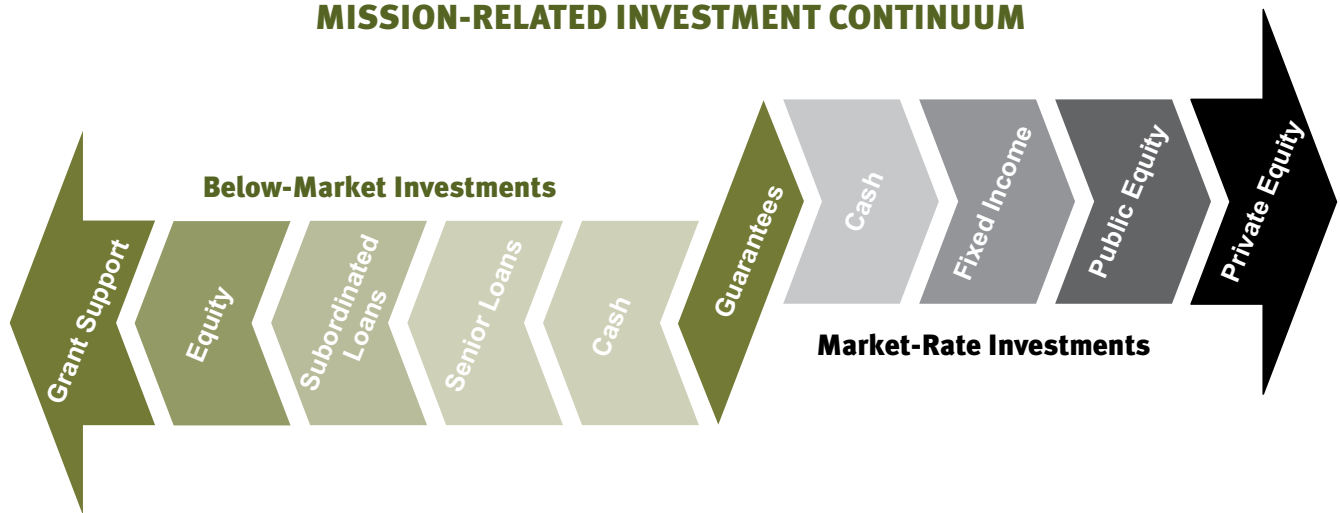 MISSION-RELATED INVESTMENT CONTINUUM
Below-Market Investments
Grant Support
Equity
Subordinated
Loans
Senior Loans
Cash
Guarantees
Cash
Fixed Income
Public Equity
Private Equity
Market-Rate Investments